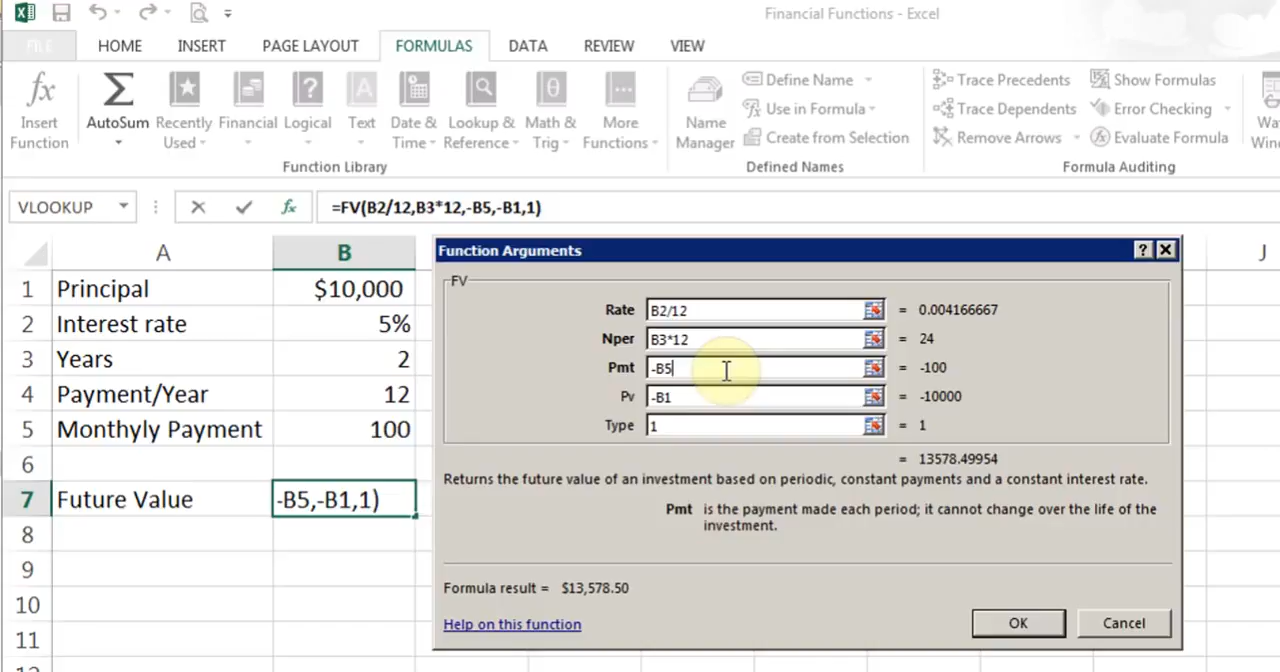 Financial Functions - Excel
FILE HOME INSERT PAGE LAYOUT FORMULAS DATA REVIEW VIEW
Insert Function
AutoSum
Recently Used
Financial
Logical
Text
Date & Time
Lookup & Reference
Math & Trig
More Functions
Function Library
Name Manager
Define Name
Use in Formula
Create from Selection
Defined Names
Trace Precedents
Trace Dependents
Remove Arrows
Show Formulas
Error Checking
Evaluate Formula
Formula Auditing
VLOOKUP fx =FV(B2/12,B3*12,-B5,-B1,1)
A B J
1 Principal $10,000
2 Interest rate 5%
3 Years 2
4 Payment/Year 12
5 Monthyly Payment 100
6
7 Future Value -B5,-B1,1)
8
9
10
11
Function Arguments ? X
FV
Rate B2/12 = 0.004166667
Nper B3*12 = 24
Pmt -B5 = -100
Pv -B1 = -10000
Type 1 = 1
= 13578.49954
Returns the future value of an investment based on periodic, constant payments and a constant interest rate.
Pmt is the payment made each period; it cannot change over the life of the
investment.
Formula result = $13,578.50
Help on this function OK Cancel